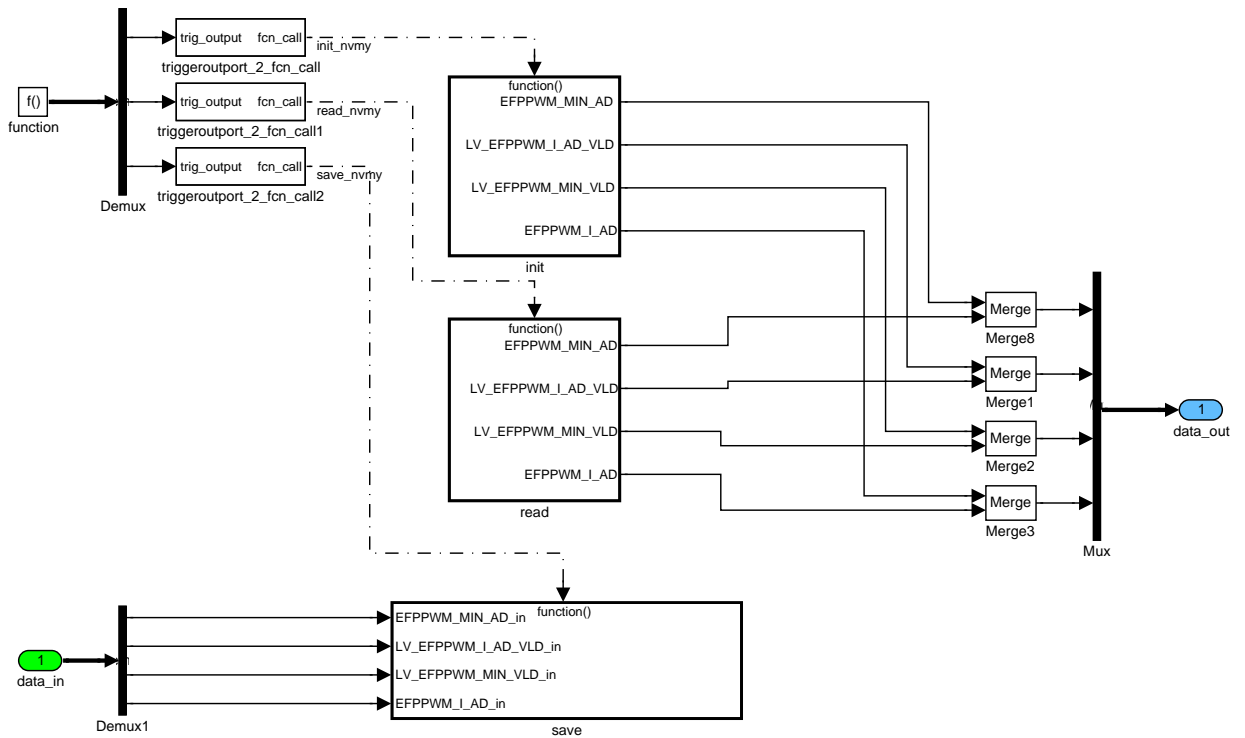 f()
function
Demux
trig_output fcn_call
triggeroutport_2_fcn_call
init_nvmy
trig_output fcn_call
triggeroutport_2_fcn_call1
read_nvmy
trig_output fcn_call
triggeroutport_2_fcn_call2
save_nvmy
function()
EFPPWM_MIN_AD
LV_EFPPWM_I_AD_VLD
LV_EFPPWM_MIN_VLD
EFPPWM_I_AD
init
function()
EFPPWM_MIN_AD
LV_EFPPWM_I_AD_VLD
LV_EFPPWM_MIN_VLD
EFPPWM_I_AD
read
Merge
Merge8
Merge
Merge1
Merge
Merge2
Merge
Merge3
Mux
1
data_out
1
data_in
Demux1
function()
EFPPWM_MIN_AD_in
LV_EFPPWM_I_AD_VLD_in
LV_EFPPWM_MIN_VLD_in
EFPPWM_I_AD_in
save